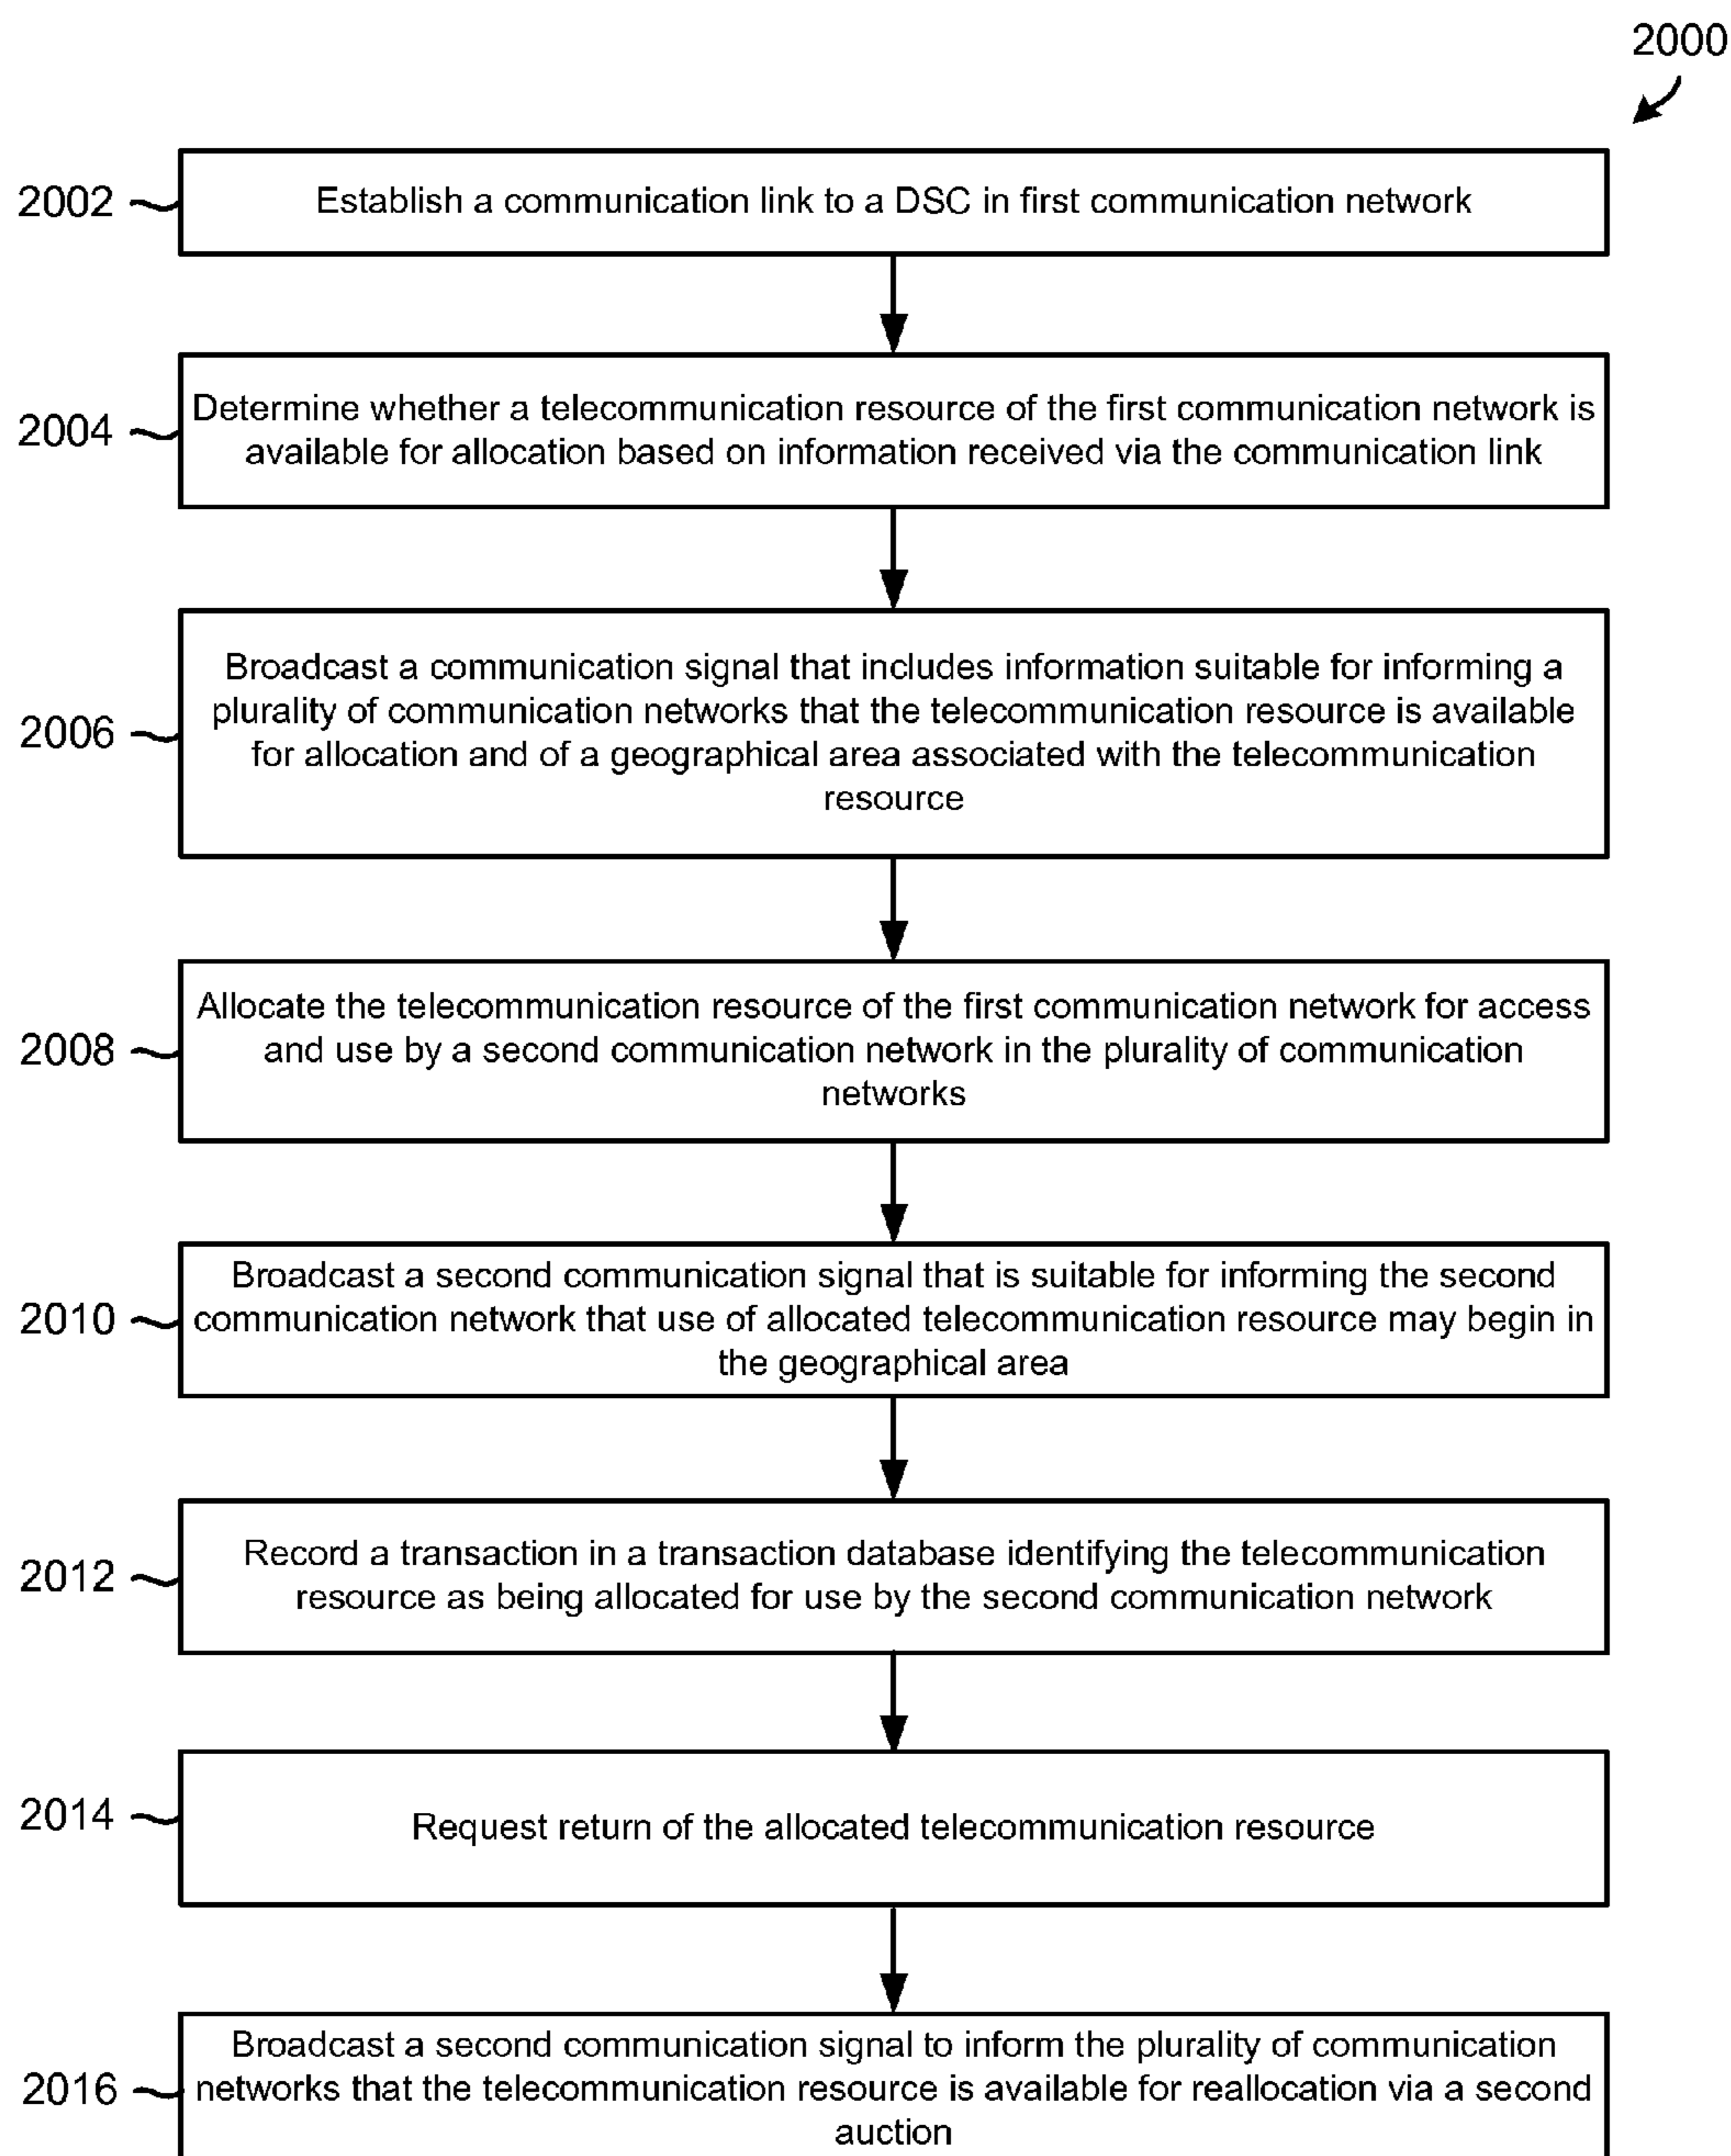 2000
2002
Establish a communication link to a DSC in first communication network
2004
Determine whether a telecommunication resource of the first communication network is
available for allocation based on information received via the communication link
2006
Broadcast a communication signal that includes information suitable for informing a
plurality of communication networks that the telecommunication resource is available
for allocation and of a geographical area associated with the telecommunication
resource
2008
Allocate the telecommunication resource of the first communication network for access
and use by a second communication network in the plurality of communication
networks
2010
Broadcast a second communication signal that is suitable for informing the second
communication network that use of allocated telecommunication resource may begin in
the geographical area
2012
Record a transaction in a transaction database identifying the telecommunication
resource as being allocated for use by the second communication network
2014
Request return of the allocated telecommunication resource
2016
Broadcast a second communication signal to inform the plurality of communication
networks that the telecommunication resource is available for reallocation via a second
auction